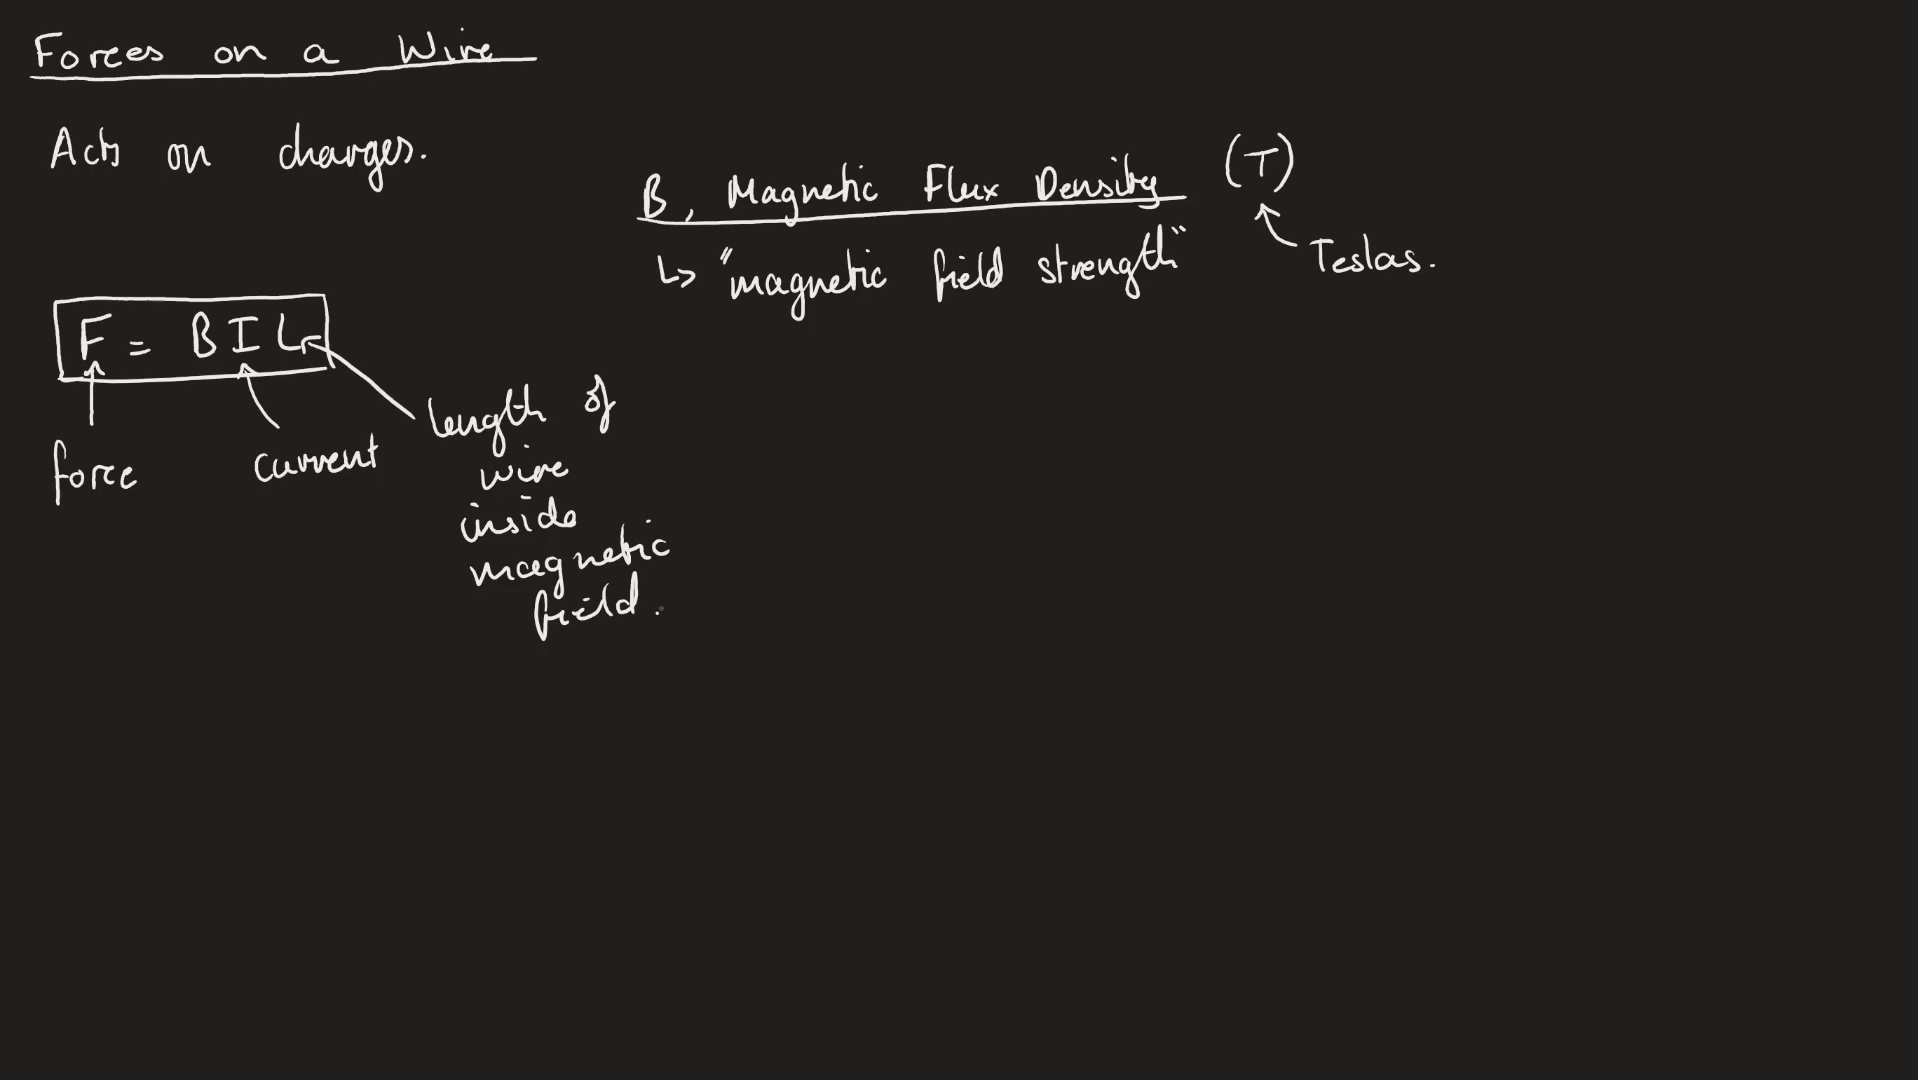 Forces on a Wire
Acts on charges.
B, Magnetic Flux Density (T)
↳ "magnetic field strength"
Teslas.
F = BIL
force
current
length of
wire
inside
magnetic
field.